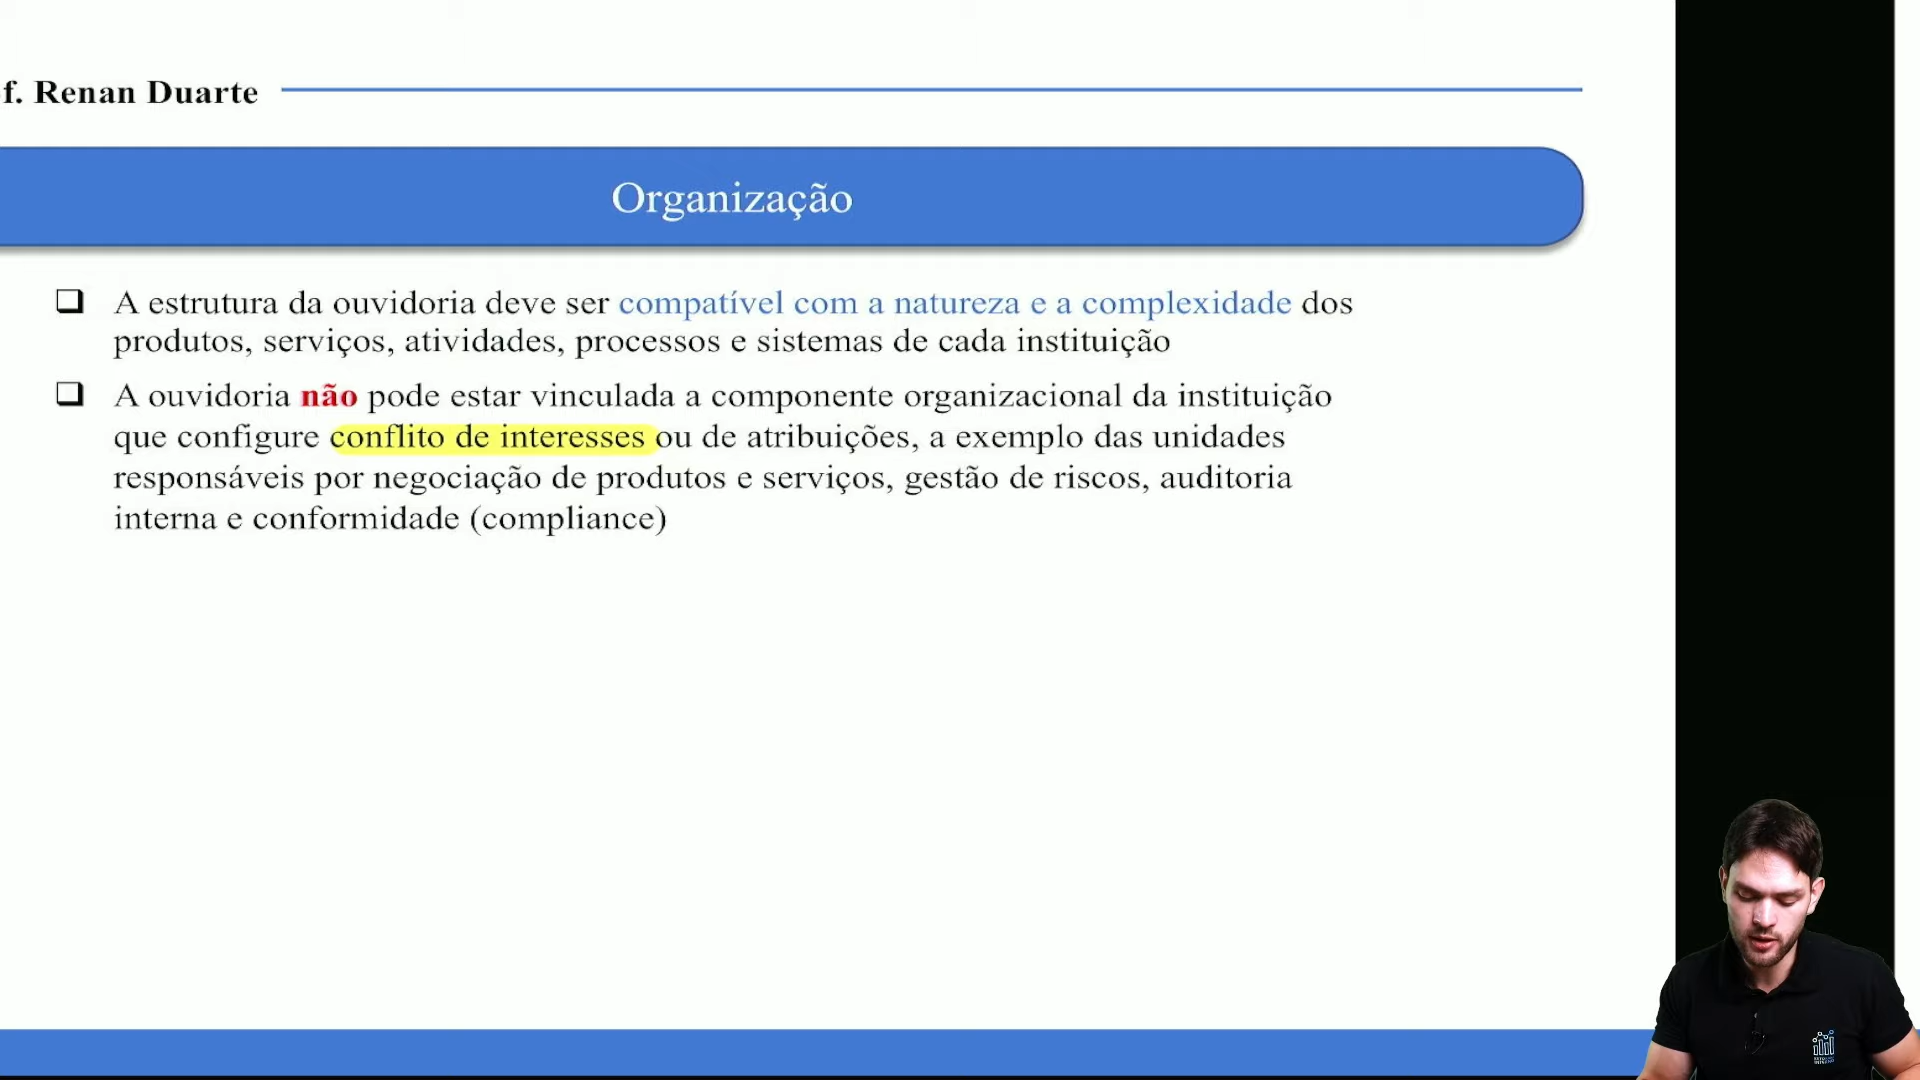 f. Renan Duarte
Organização
A estrutura da ouvidoria deve ser compatível com a natureza e a complexidade dos
produtos, serviços, atividades, processos e sistemas de cada instituição
A ouvidoria não pode estar vinculada a componente organizacional da instituição
que configure conflito de interesses ou de atribuições, a exemplo das unidades
responsáveis por negociação de produtos e serviços, gestão de riscos, auditoria
interna e conformidade (compliance)